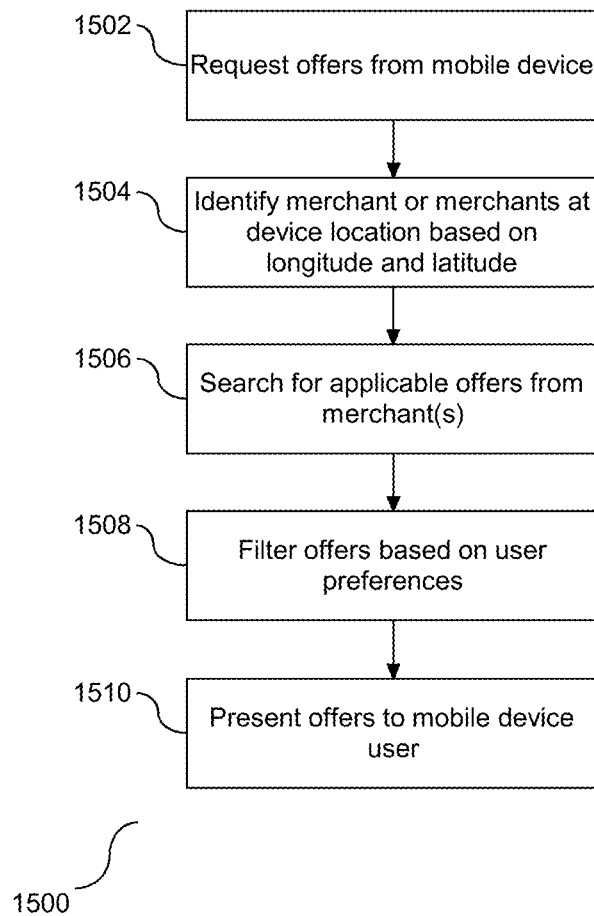 1502
Request offers from mobile device
1504
Identify merchant or merchants at
device location based on
longitude and latitude
1506
Search for applicable offers from
merchant(s)
1508
Filter offers based on user
preferences
1510
Present offers to mobile device
user
1500